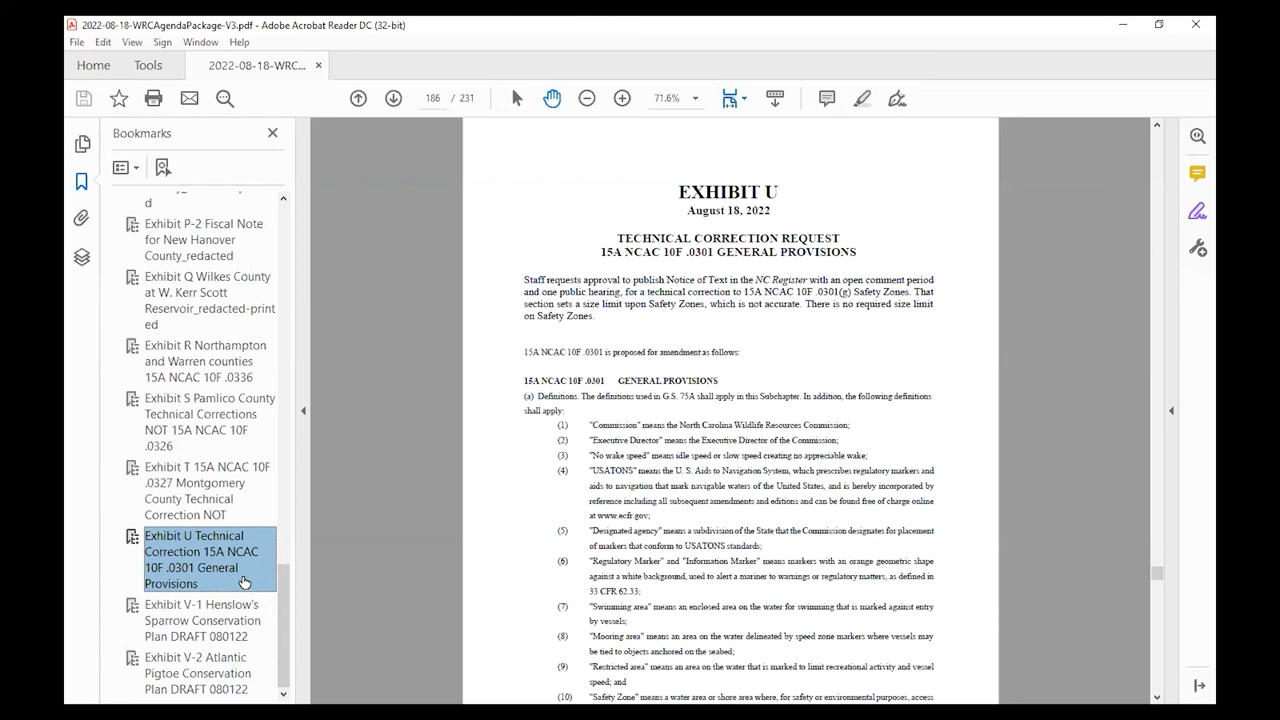 2022-08-18-WRCAgendaPackage-V3.pdf - Adobe Acrobat Reader DC (32-bit)
File Edit View Sign Window Help
Home Tools 2022-08-18-WRC... ×
186 / 231 71.6%
Bookmarks
d
Exhibit P-2 Fiscal Note
for New Hanover
County_redacted
Exhibit Q Wilkes County
at W. Kerr Scott
Reservoir_redacted-print
ed
Exhibit R Northampton
and Warren counties
15A NCAC 10F .0336
Exhibit S Pamlico County
Technical Corrections
NOT 15A NCAC 10F
.0326
Exhibit T 15A NCAC 10F
.0327 Montgomery
County Technical
Correction NOT
Exhibit U Technical
Correction 15A NCAC
10F .0301 General
Provisions
Exhibit V-1 Henslow's
Sparrow Conservation
Plan DRAFT 080122
Exhibit V-2 Atlantic
Pigtoe Conservation
Plan DRAFT 080122
EXHIBIT U
August 18, 2022
TECHNICAL CORRECTION REQUEST
15A NCAC 10F .0301 GENERAL PROVISIONS
Staff requests approval to publish Notice of Text in the NC Register with an open comment period
and one public hearing, for a technical correction to 15A NCAC 10F .0301(g) Safety Zones. That
section sets a size limit upon Safety Zones, which is not accurate. There is no required size limit
on Safety Zones.
15A NCAC 10F .0301 is proposed for amendment as follows:
15A NCAC 10F .0301 GENERAL PROVISIONS
(a) Definitions. The definitions used in G.S. 75A shall apply in this Subchapter. In addition, the following definitions
shall apply:
(1) "Commission" means the North Carolina Wildlife Resources Commission;
(2) "Executive Director" means the Executive Director of the Commission;
(3) "No wake speed" means idle speed or slow speed creating no appreciable wake;
(4) "USATONS" means the U. S. Aids to Navigation System, which prescribes regulatory markers and
aids to navigation that mark navigable waters of the United States, and is hereby incorporated by
reference including all subsequent amendments and editions and can be found free of charge online
at www.ecfr.gov;
(5) "Designated agency" means a subdivision of the State that the Commission designates for placement
of markers that conform to USATONS standards;
(6) "Regulatory Marker" and "Information Marker" means markers with an orange geometric shape
against a white background, used to alert a mariner to warnings or regulatory matters, as defined in
33 CFR 62.33;
(7) "Swimming area" means an enclosed area on the water for swimming that is marked against entry
by vessels;
(8) "Mooring area" means an area on the water delineated by speed zone markers where vessels may
be tied to objects anchored on the seabed;
(9) "Restricted area" means an area on the water that is marked to limit recreational activity and vessel
speed; and
(10) "Safety Zone" means a water area or shore area where, for safety or environmental purposes, access